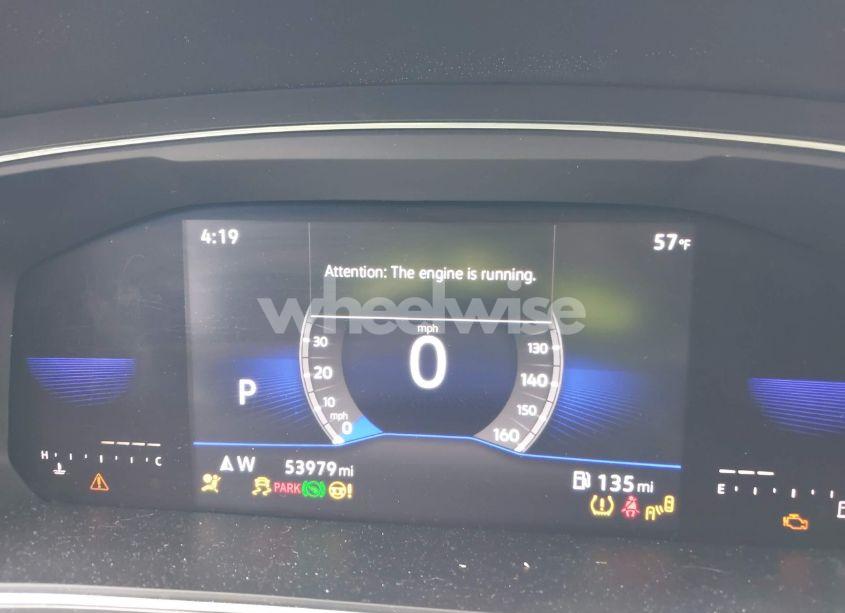 4:19
57°F
Attention: The engine is running.
wheelwise
mph
0
30
20
10
mph
0
130
140
150
160
P
H
C
W
53979 mi
135 mi
E
PARK